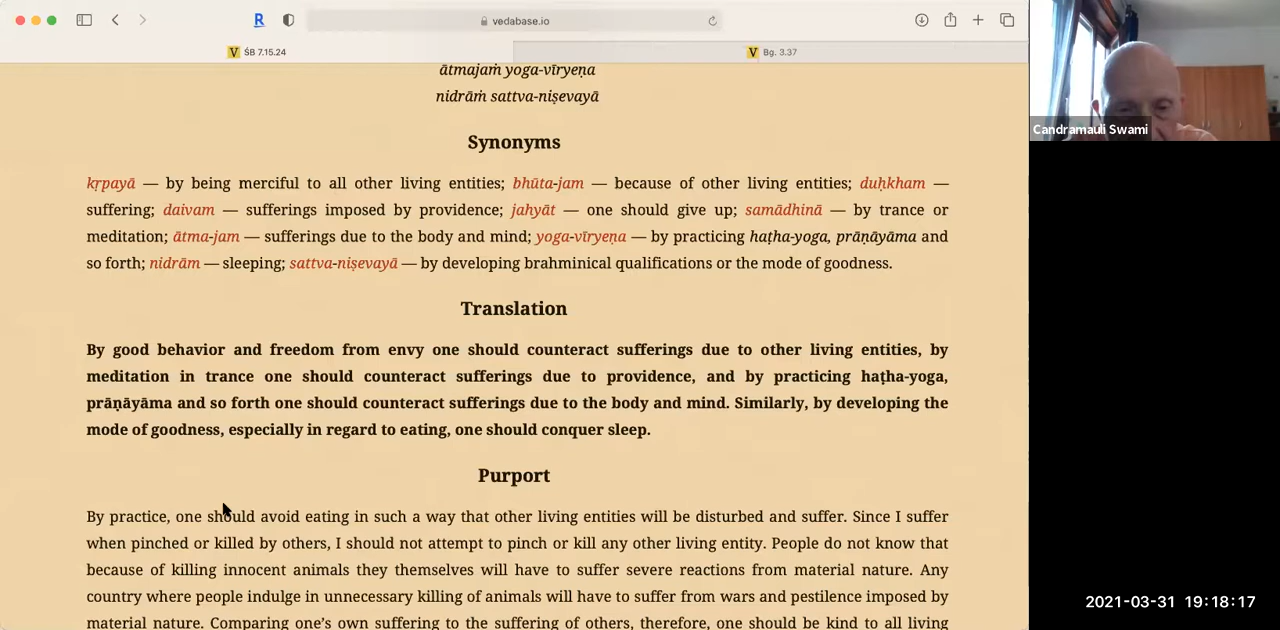 vedabase.io
ŚB 7.15.24
Bg. 3.37
ātmajaṁ yoga-vīryeṇa
nidrāṁ sattva-niṣevayā
Synonyms
kṛpayā — by being merciful to all other living entities; bhūta-jam — because of other living entities; duḥkham —
suffering; daivam — sufferings imposed by providence; jahyāt — one should give up; samādhinā — by trance or
meditation; ātma-jam — sufferings due to the body and mind; yoga-vīryeṇa — by practicing haṭha-yoga, prāṇāyāma and
so forth; nidrām — sleeping; sattva-niṣevayā — by developing brahminical qualifications or the mode of goodness.
Translation
By good behavior and freedom from envy one should counteract sufferings due to other living entities, by
meditation in trance one should counteract sufferings due to providence, and by practicing haṭha-yoga,
prāṇāyāma and so forth one should counteract sufferings due to the body and mind. Similarly, by developing the
mode of goodness, especially in regard to eating, one should conquer sleep.
Purport
By practice, one should avoid eating in such a way that other living entities will be disturbed and suffer. Since I suffer
when pinched or killed by others, I should not attempt to pinch or kill any other living entity. People do not know that
because of killing innocent animals they themselves will have to suffer severe reactions from material nature. Any
country where people indulge in unnecessary killing of animals will have to suffer from wars and pestilence imposed by
material nature. Comparing one's own suffering to the suffering of others, therefore, one should be kind to all living
Candramauli Swami
2021-03-31 19:18:17